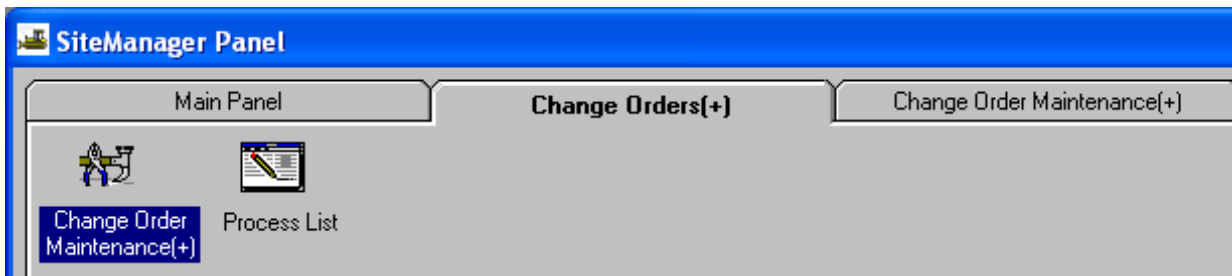 SiteManager Panel
Main Panel
Change Orders(+)
Change Order Maintenance(+)
Change Order
Maintenance(+)
Process List